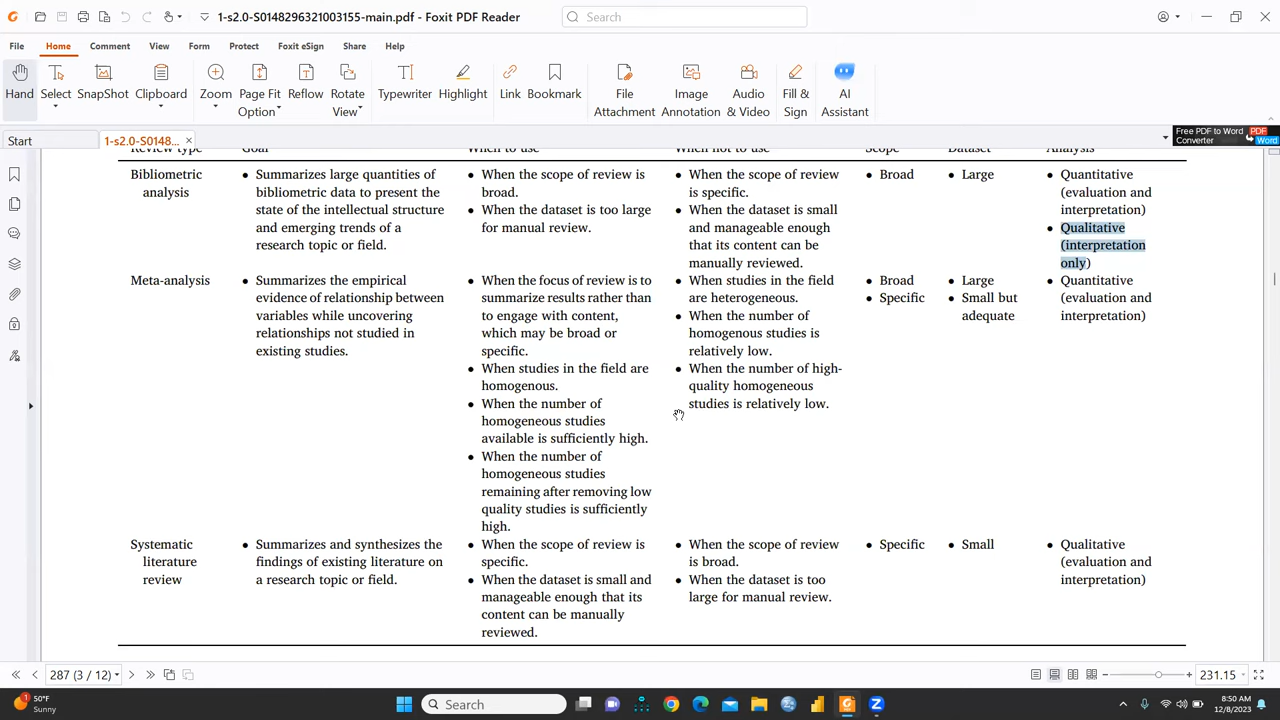 1-s2.0-S0148296321003155-main.pdf - Foxit PDF Reader
Search
File Home Comment View Form Protect Foxit eSign Share Help
Hand Select SnapShot Clipboard Zoom Page Fit Option Reflow Rotate View Typewriter Highlight Link Bookmark File Attachment Image Annotation Audio & Video Fill & Sign AI Assistant
Start
1-s2.0-S0148...
Free PDF to Word
Converter
PDF
Word
Review type Goal When to use When not to use Scope Dataset Analysis
Bibliometric
analysis
Summarizes large quantities of
bibliometric data to present the
state of the intellectual structure
and emerging trends of a
research topic or field.
When the scope of review is
broad.
When the dataset is too large
for manual review.
When the scope of review
is specific.
When the dataset is small
and manageable enough
that its content can be
manually reviewed.
Broad
Large
Quantitative
(evaluation and
interpretation)
Qualitative
(interpretation
only)
Meta-analysis
Summarizes the empirical
evidence of relationship between
variables while uncovering
relationships not studied in
existing studies.
When the focus of review is to
summarize results rather than
to engage with content,
which may be broad or
specific.
When studies in the field are
homogenous.
When the number of
homogeneous studies
available is sufficiently high.
When the number of
homogeneous studies
remaining after removing low
quality studies is sufficiently
high.
When studies in the field
are heterogeneous.
When the number of
homogenous studies is
relatively low.
When the number of high-
quality homogeneous
studies is relatively low.
Broad
Specific
Large
Small but
adequate
Quantitative
(evaluation and
interpretation)
Systematic
literature
review
Summarizes and synthesizes the
findings of existing literature on
a research topic or field.
When the scope of review is
specific.
When the dataset is small and
manageable enough that its
content can be manually
reviewed.
When the scope of review
is broad.
When the dataset is too
large for manual review.
Specific
Small
Qualitative
(evaluation and
interpretation)
287 (3 / 12)
231.15
1
50°F
Sunny
Search
8:50 AM
12/8/2023